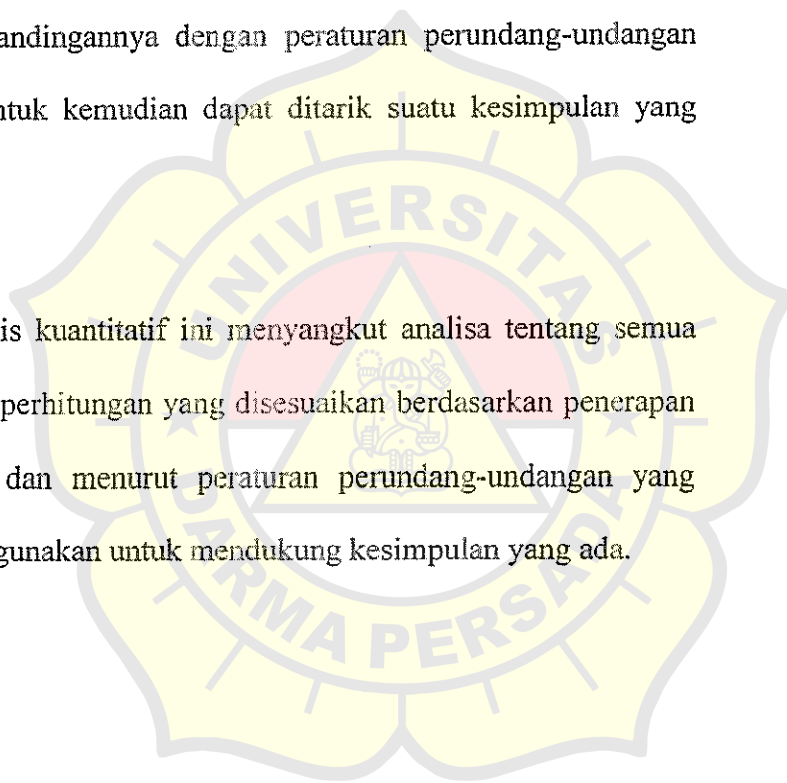 andingannya dengan peraturan perundang-undangan
ntuk kemudian dapat ditarik suatu kesimpulan yang
is kuantitatif ini menyangkut analisa tentang semua
perhitungan yang disesuaikan berdasarkan penerapan
dan menurut peraturan perundang-undangan yang
gunakan untuk mendukung kesimpulan yang ada.
UNIVERSITAS
DARMA PERSADA